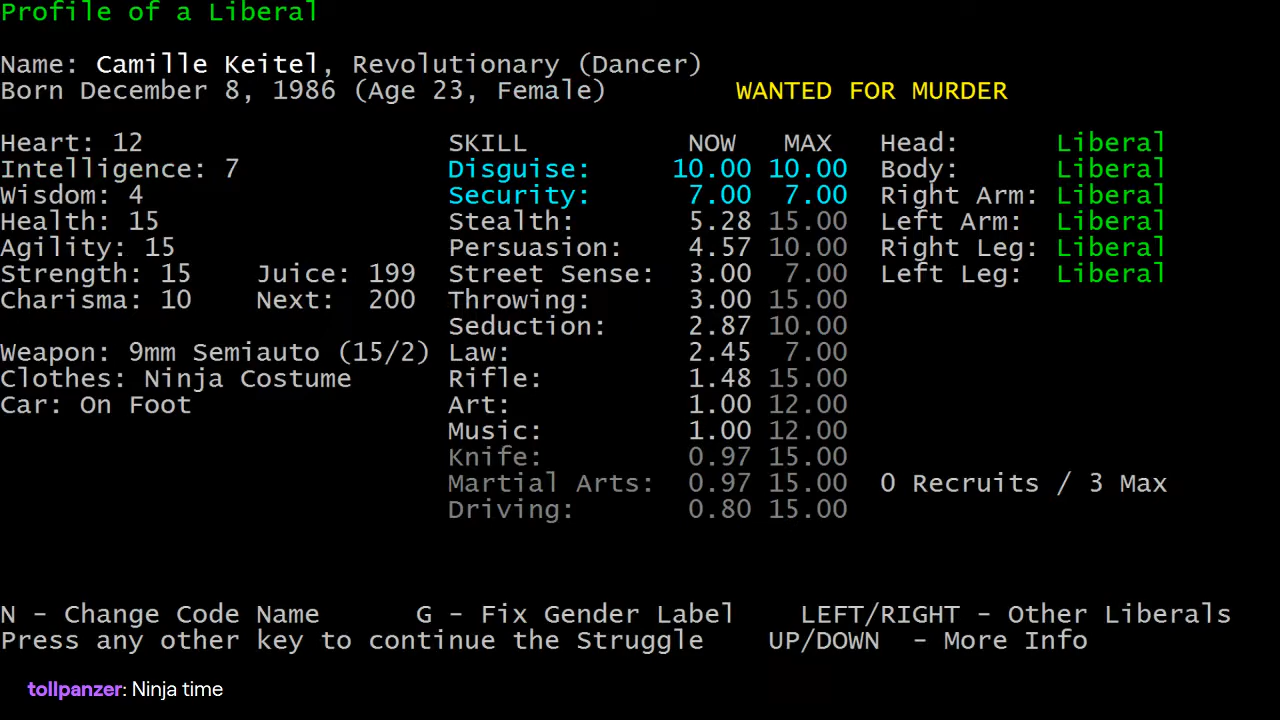 Profile of a Liberal
Name: Camille Keitel, Revolutionary (Dancer)
Born December 8, 1986 (Age 23, Female) WANTED FOR MURDER
Heart: 12 SKILL NOW MAX Head: Liberal
Intelligence: 7 Disguise: 10.00 10.00 Body: Liberal
Wisdom: 4 Security: 7.00 7.00 Right Arm: Liberal
Health: 15 Stealth: 5.28 15.00 Left Arm: Liberal
Agility: 15 Persuasion: 4.57 10.00 Right Leg: Liberal
Strength: 15 Juice: 199 Street Sense: 3.00 7.00 Left Leg: Liberal
Charisma: 10 Next: 200 Throwing: 3.00 15.00
Seduction: 2.87 10.00
Weapon: 9mm Semiauto (15/2) Law: 2.45 7.00
Clothes: Ninja Costume Rifle: 1.48 15.00
Car: On Foot Art: 1.00 12.00
Music: 1.00 12.00
Knife: 0.97 15.00
Martial Arts: 0.97 15.00 0 Recruits / 3 Max
Driving: 0.80 15.00
N - Change Code Name G - Fix Gender Label LEFT/RIGHT - Other Liberals
Press any other key to continue the Struggle UP/DOWN - More Info
tollpanzer: Ninja time